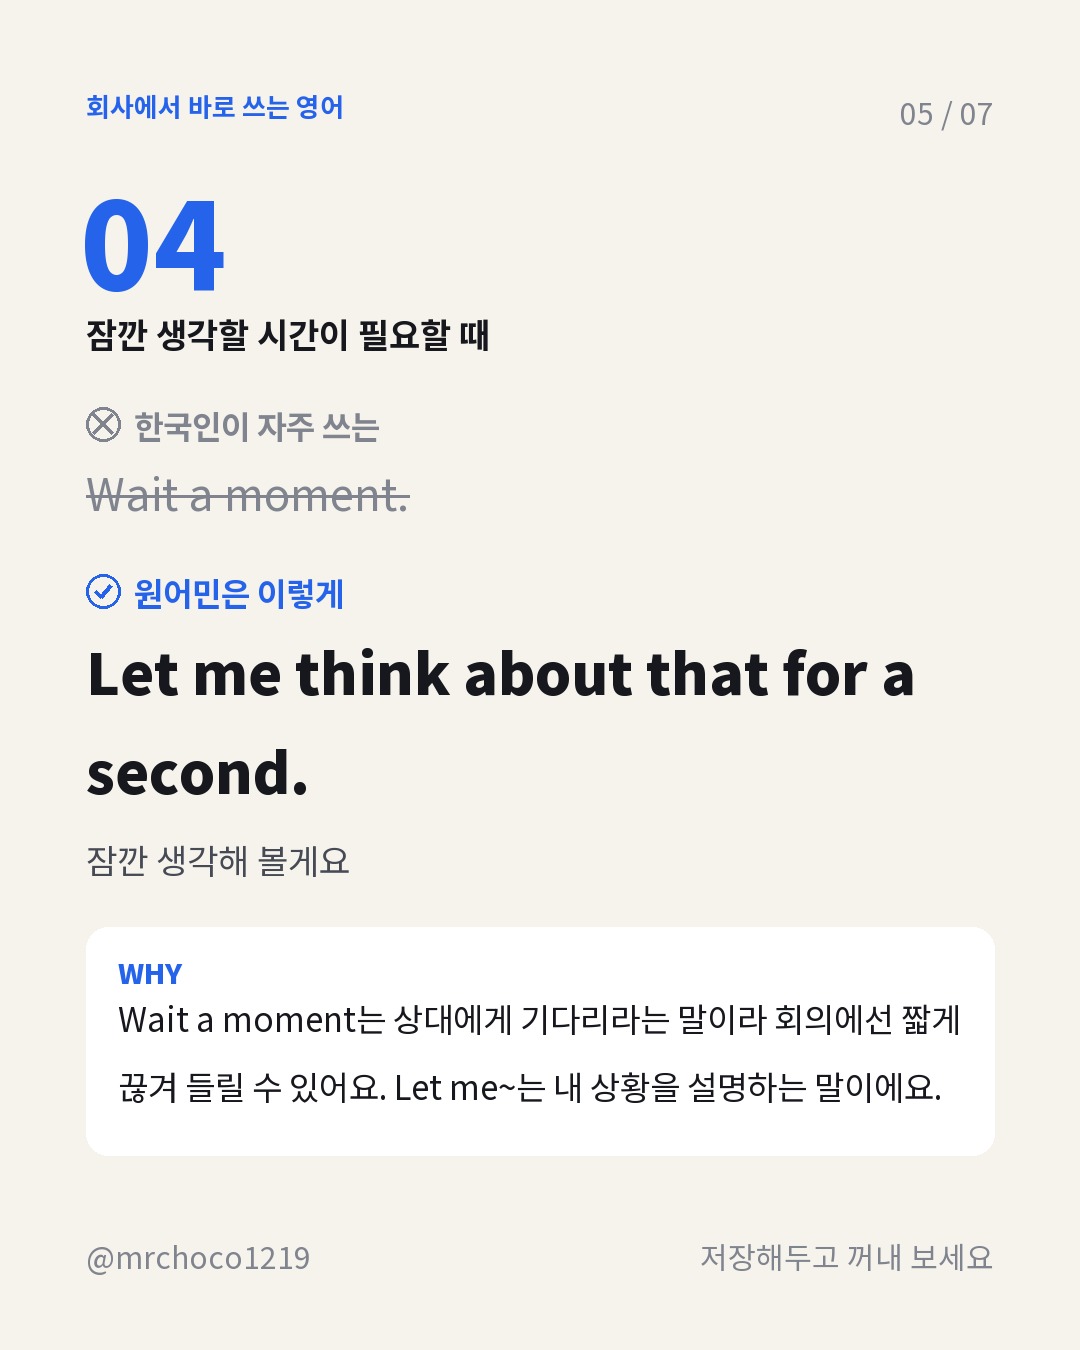 회사에서 바로 쓰는 영어
05 / 07
04
잠깐 생각할 시간이 필요할 때
한국인이 자주 쓰는
Wait a moment.
원어민은 이렇게
Let me think about that for a
second.
잠깐 생각해 볼게요
WHY
Wait a moment는 상대에게 기다리라는 말이라 회의에선 짧게
끊겨 들릴 수 있어요. Let me~는 내 상황을 설명하는 말이에요.
@mrchoco1219
저장해두고 꺼내 보세요